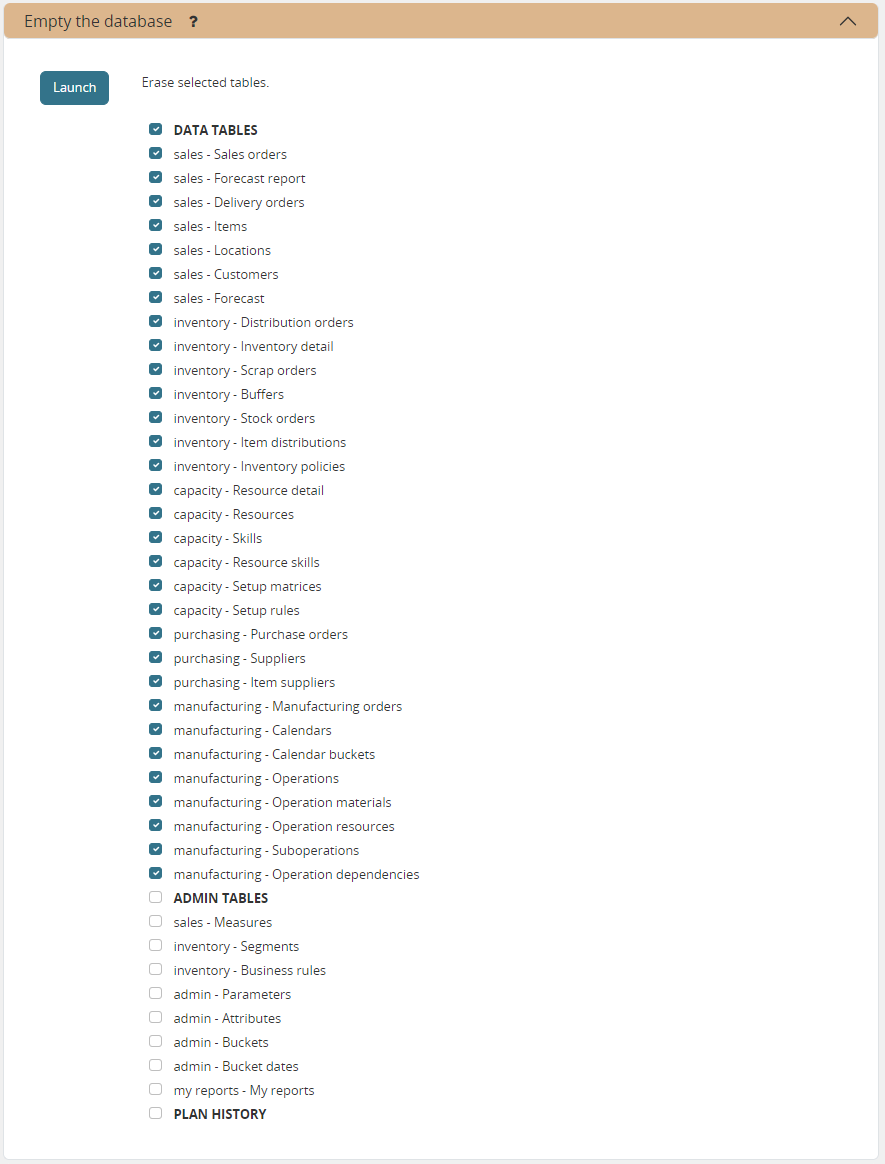 Empty the database ?
Launch
Erase selected tables.
DATA TABLES
sales - Sales orders
sales - Forecast report
sales - Delivery orders
sales - Items
sales - Locations
sales - Customers
sales - Forecast
inventory - Distribution orders
inventory - Inventory detail
inventory - Scrap orders
inventory - Buffers
inventory - Stock orders
inventory - Item distributions
inventory - Inventory policies
capacity - Resource detail
capacity - Resources
capacity - Skills
capacity - Resource skills
capacity - Setup matrices
capacity - Setup rules
purchasing - Purchase orders
purchasing - Suppliers
purchasing - Item suppliers
manufacturing - Manufacturing orders
manufacturing - Calendars
manufacturing - Calendar buckets
manufacturing - Operations
manufacturing - Operation materials
manufacturing - Operation resources
manufacturing - Suboperations
manufacturing - Operation dependencies
ADMIN TABLES
sales - Measures
inventory - Segments
inventory - Business rules
admin - Parameters
admin - Attributes
admin - Buckets
admin - Bucket dates
my reports - My reports
PLAN HISTORY